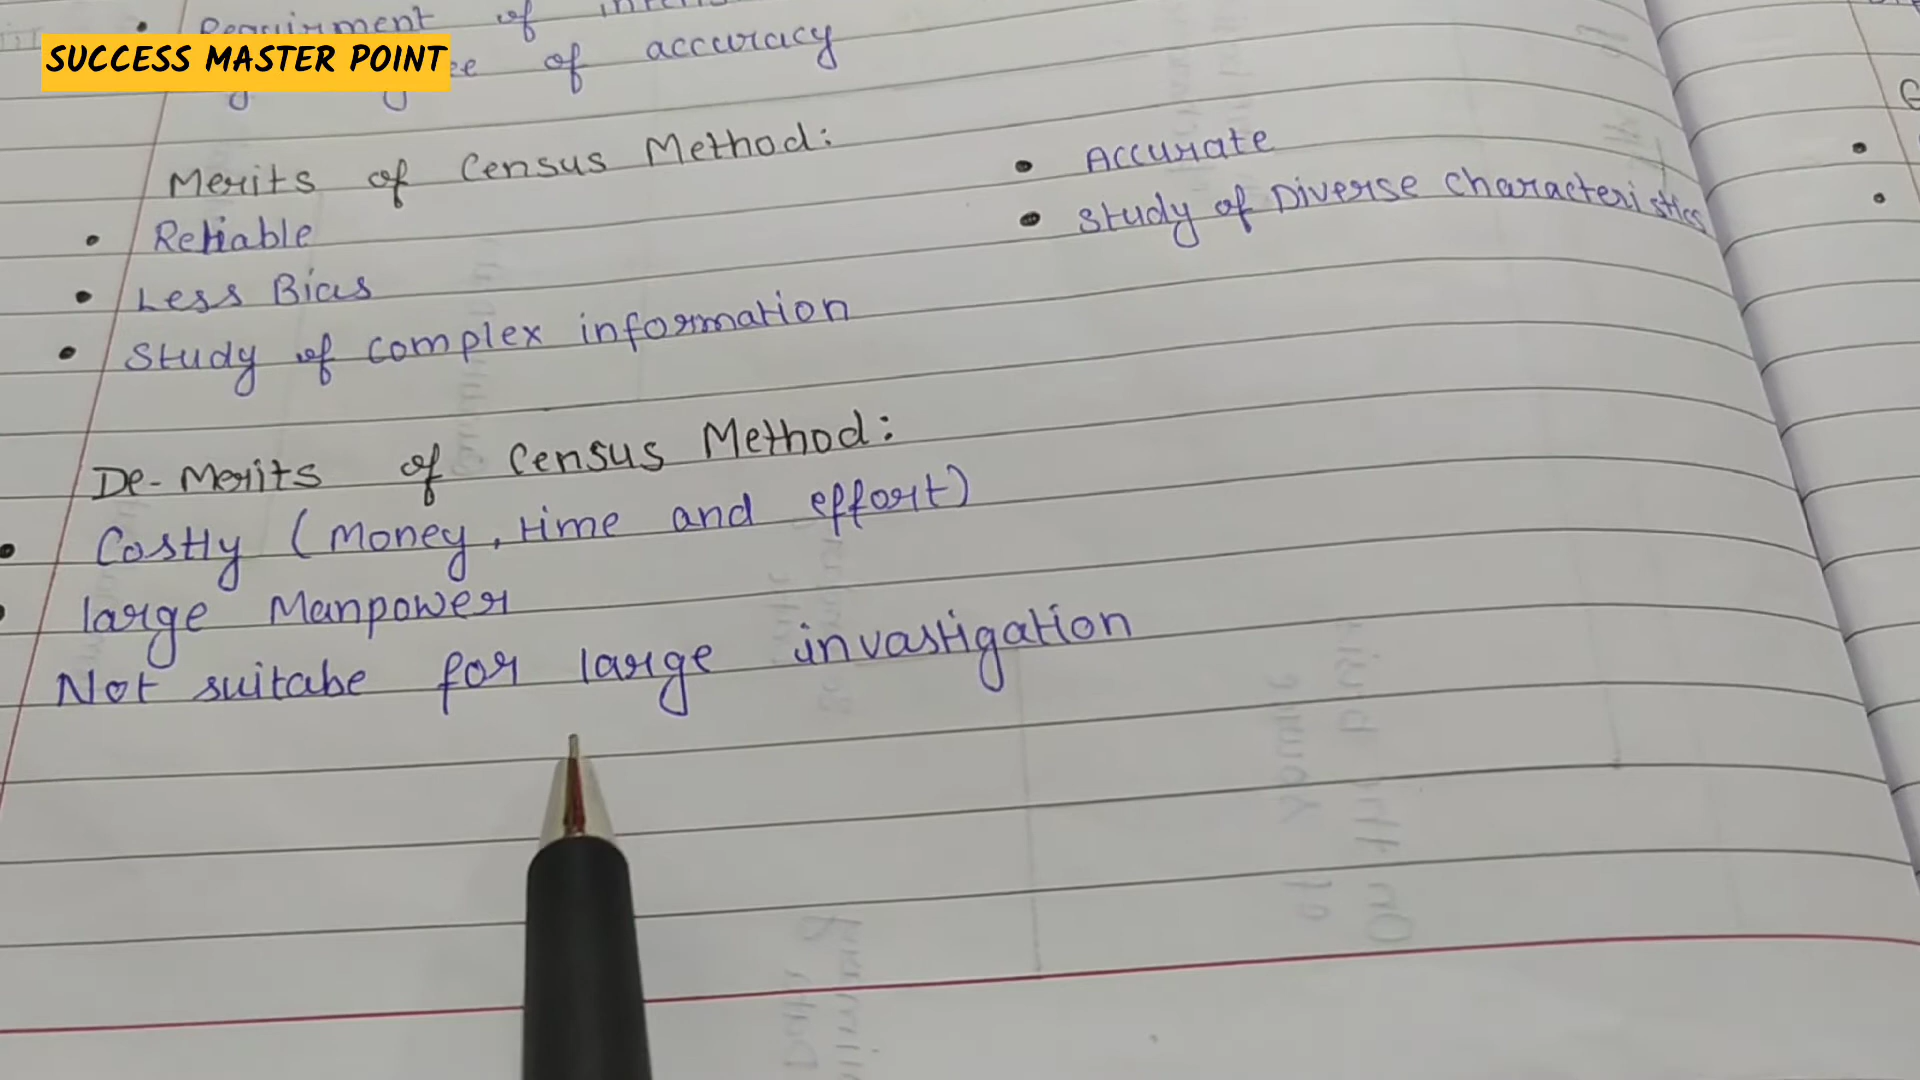 Requirment of
SUCCESS MASTER POINT
of accuracy
Merits of Census Method:
• Reliable
• Less Bias
• Study of complex information
• Accurate
• Study of Diverse characteristics
De-Merits of Census Method:
• Costly (Money, time and effort)
• large Manpower
Not suitabe for large invastigation